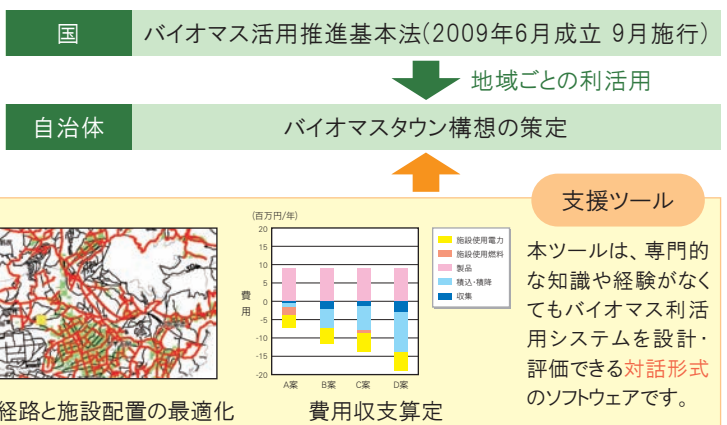 国
バイオマス活用推進基本法(2009年6月成立 9月施行)
地域ごとの利活用
自治体
バイオマスタウン構想の策定
支援ツール
(百万円/年)
20
15
10
5
0
-5
-10
-15
-20
費
用
A案 B案 C案 D案
施設使用電力
施設使用燃料
製品
積込・積降
収集
経路と施設配置の最適化
費用収支算定
本ツールは、専門的
な知識や経験がなく
てもバイオマス利活
用システムを設計・
評価できる対話形式
のソフトウェアです。